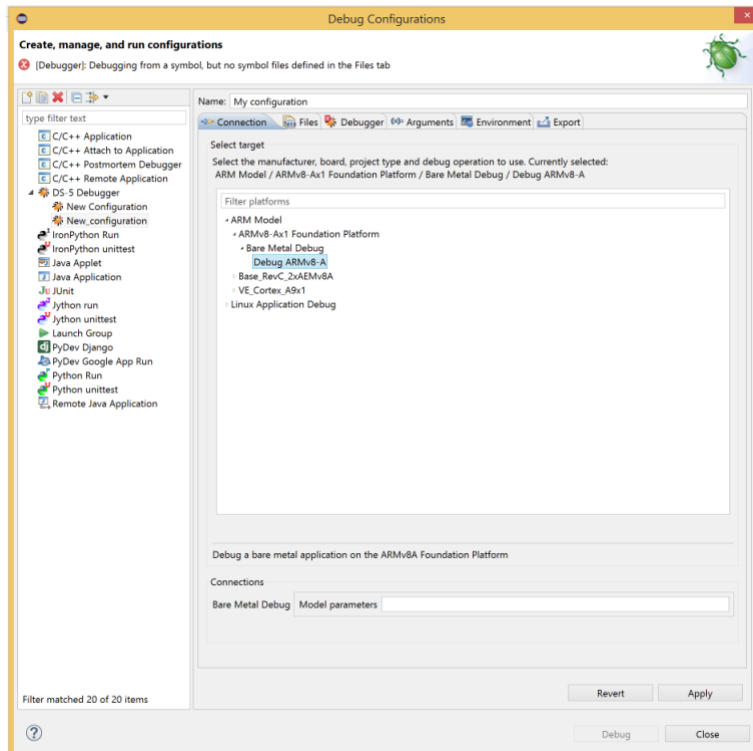 Debug Configurations
Create, manage, and run configurations
[Debugger]: Debugging from a symbol, but no symbol files defined in the Files tab
type filter text
C/C++ Application
C/C++ Attach to Application
C/C++ Postmortem Debugger
C/C++ Remote Application
DS-5 Debugger
New Configuration
New_configuration
IronPython Run
IronPython unittest
Java Applet
Java Application
Ju JUnit
Jython run
Jython unittest
Launch Group
PyDev Django
PyDev Google App Run
Python Run
Python unittest
Remote Java Application
Filter matched 20 of 20 items
Name: My configuration
Connection Files Debugger Arguments Environment Export
Select target
Select the manufacturer, board, project type and debug operation to use. Currently selected:
ARM Model / ARMv8-Ax1 Foundation Platform / Bare Metal Debug / Debug ARMv8-A
Filter platforms
ARM Model
ARMv8-Ax1 Foundation Platform
Bare Metal Debug
Debug ARMv8-A
Base_RevC_2xAEMv8A
VE_Cortex_A9x1
Linux Application Debug
Debug a bare metal application on the ARMv8A Foundation Platform
Connections
Bare Metal Debug Model parameters
Revert Apply
Debug Close